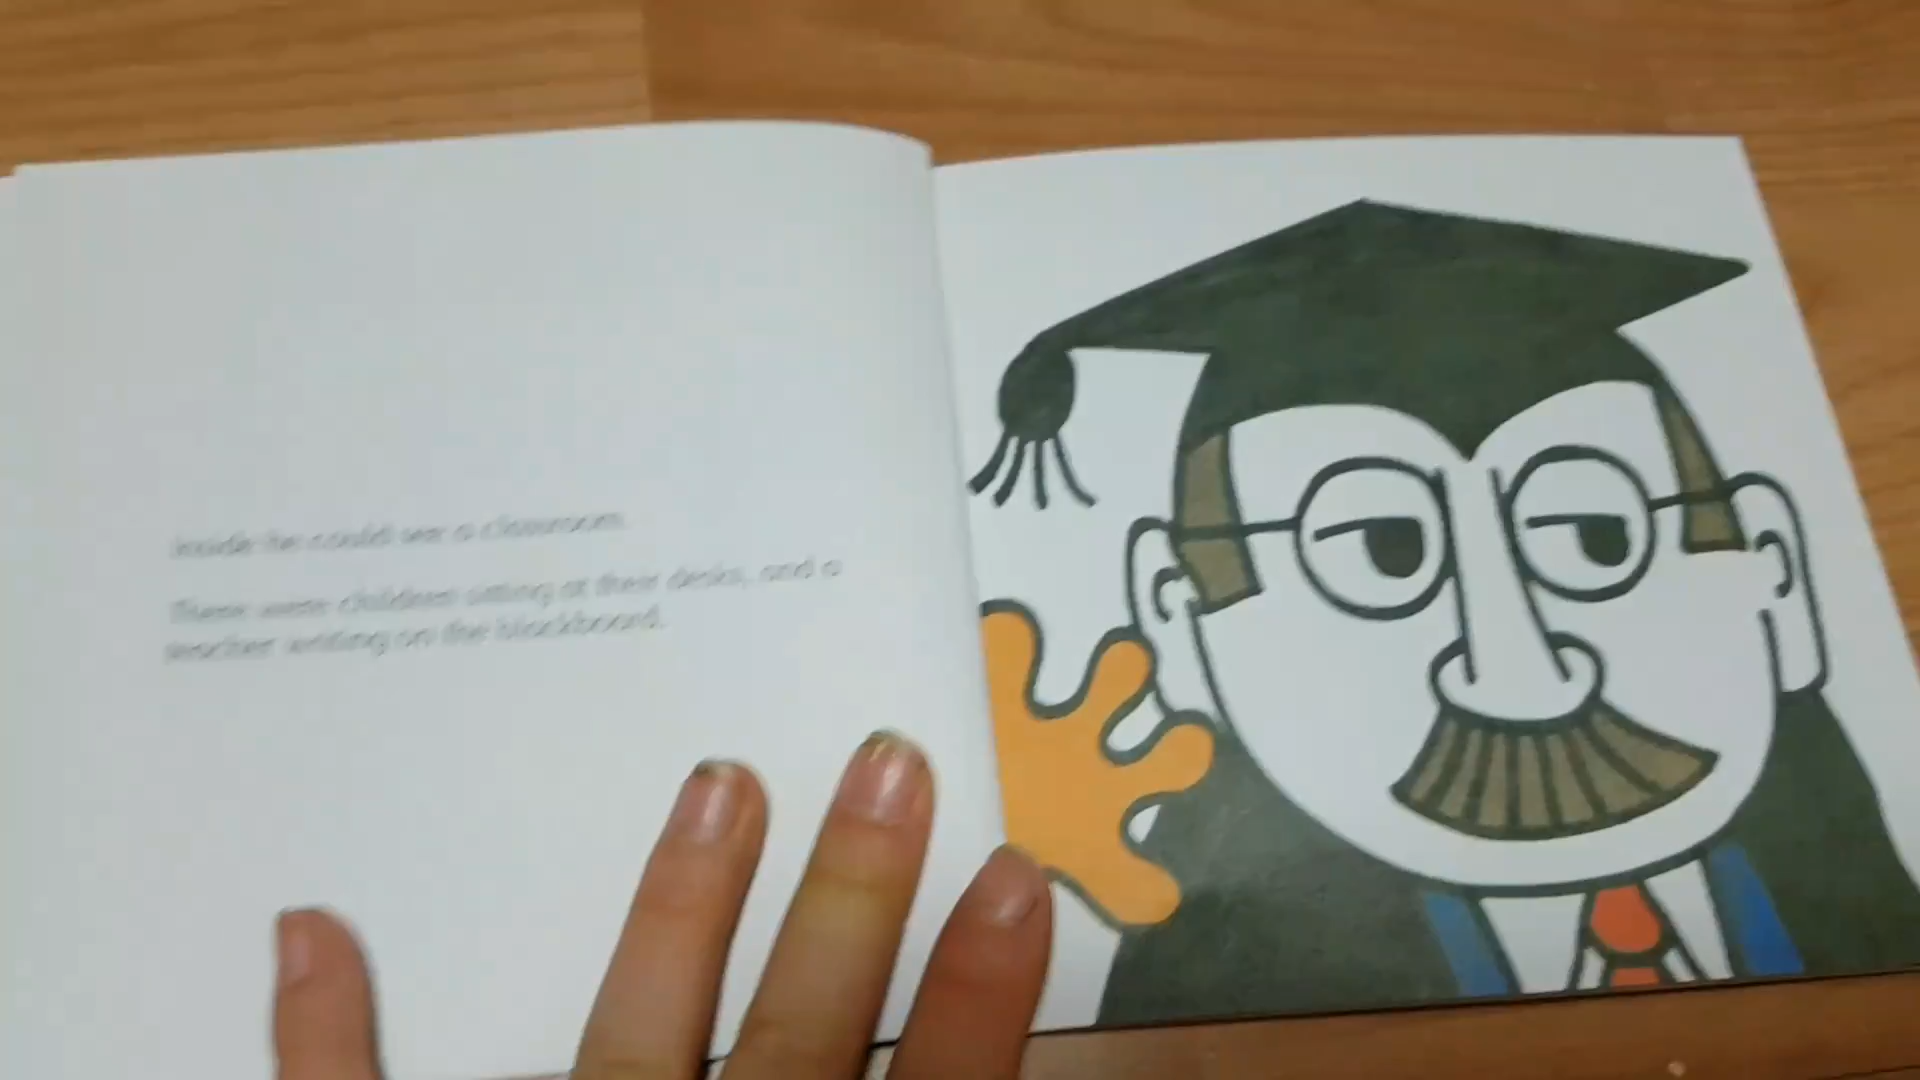 Inside he could see a classroom.
There were children sitting at their desks, and a
teacher writing on the blackboard.